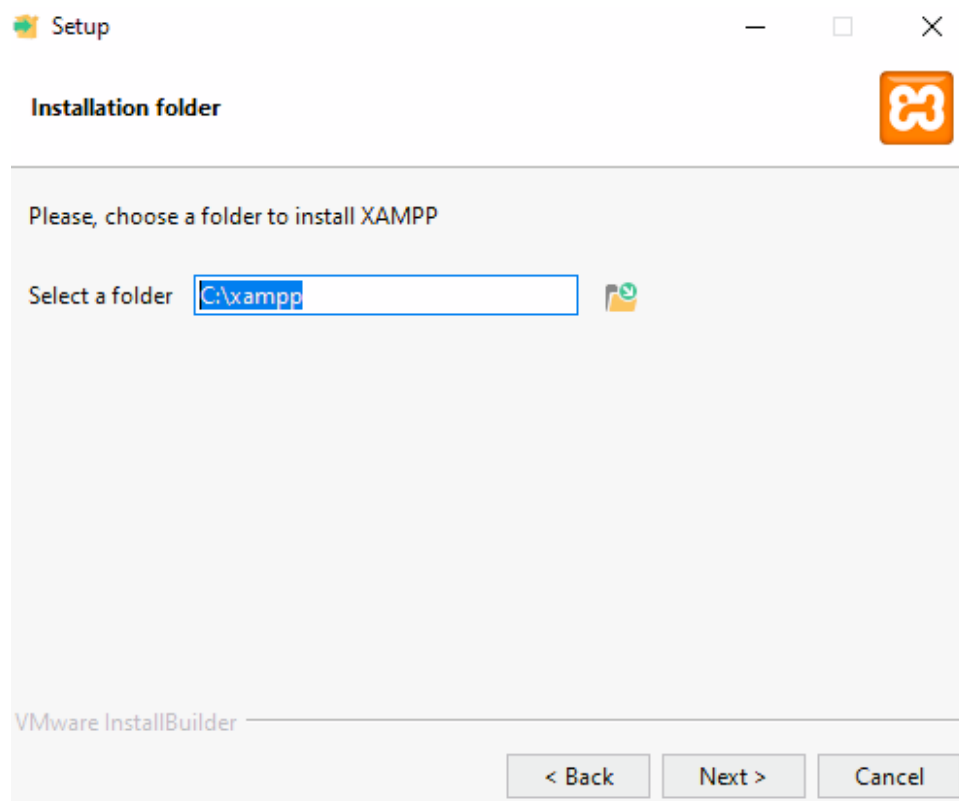 Setup
Installation folder
Please, choose a folder to install XAMPP
Select a folder C:\xampp
VMware InstallBuilder
< Back Next > Cancel